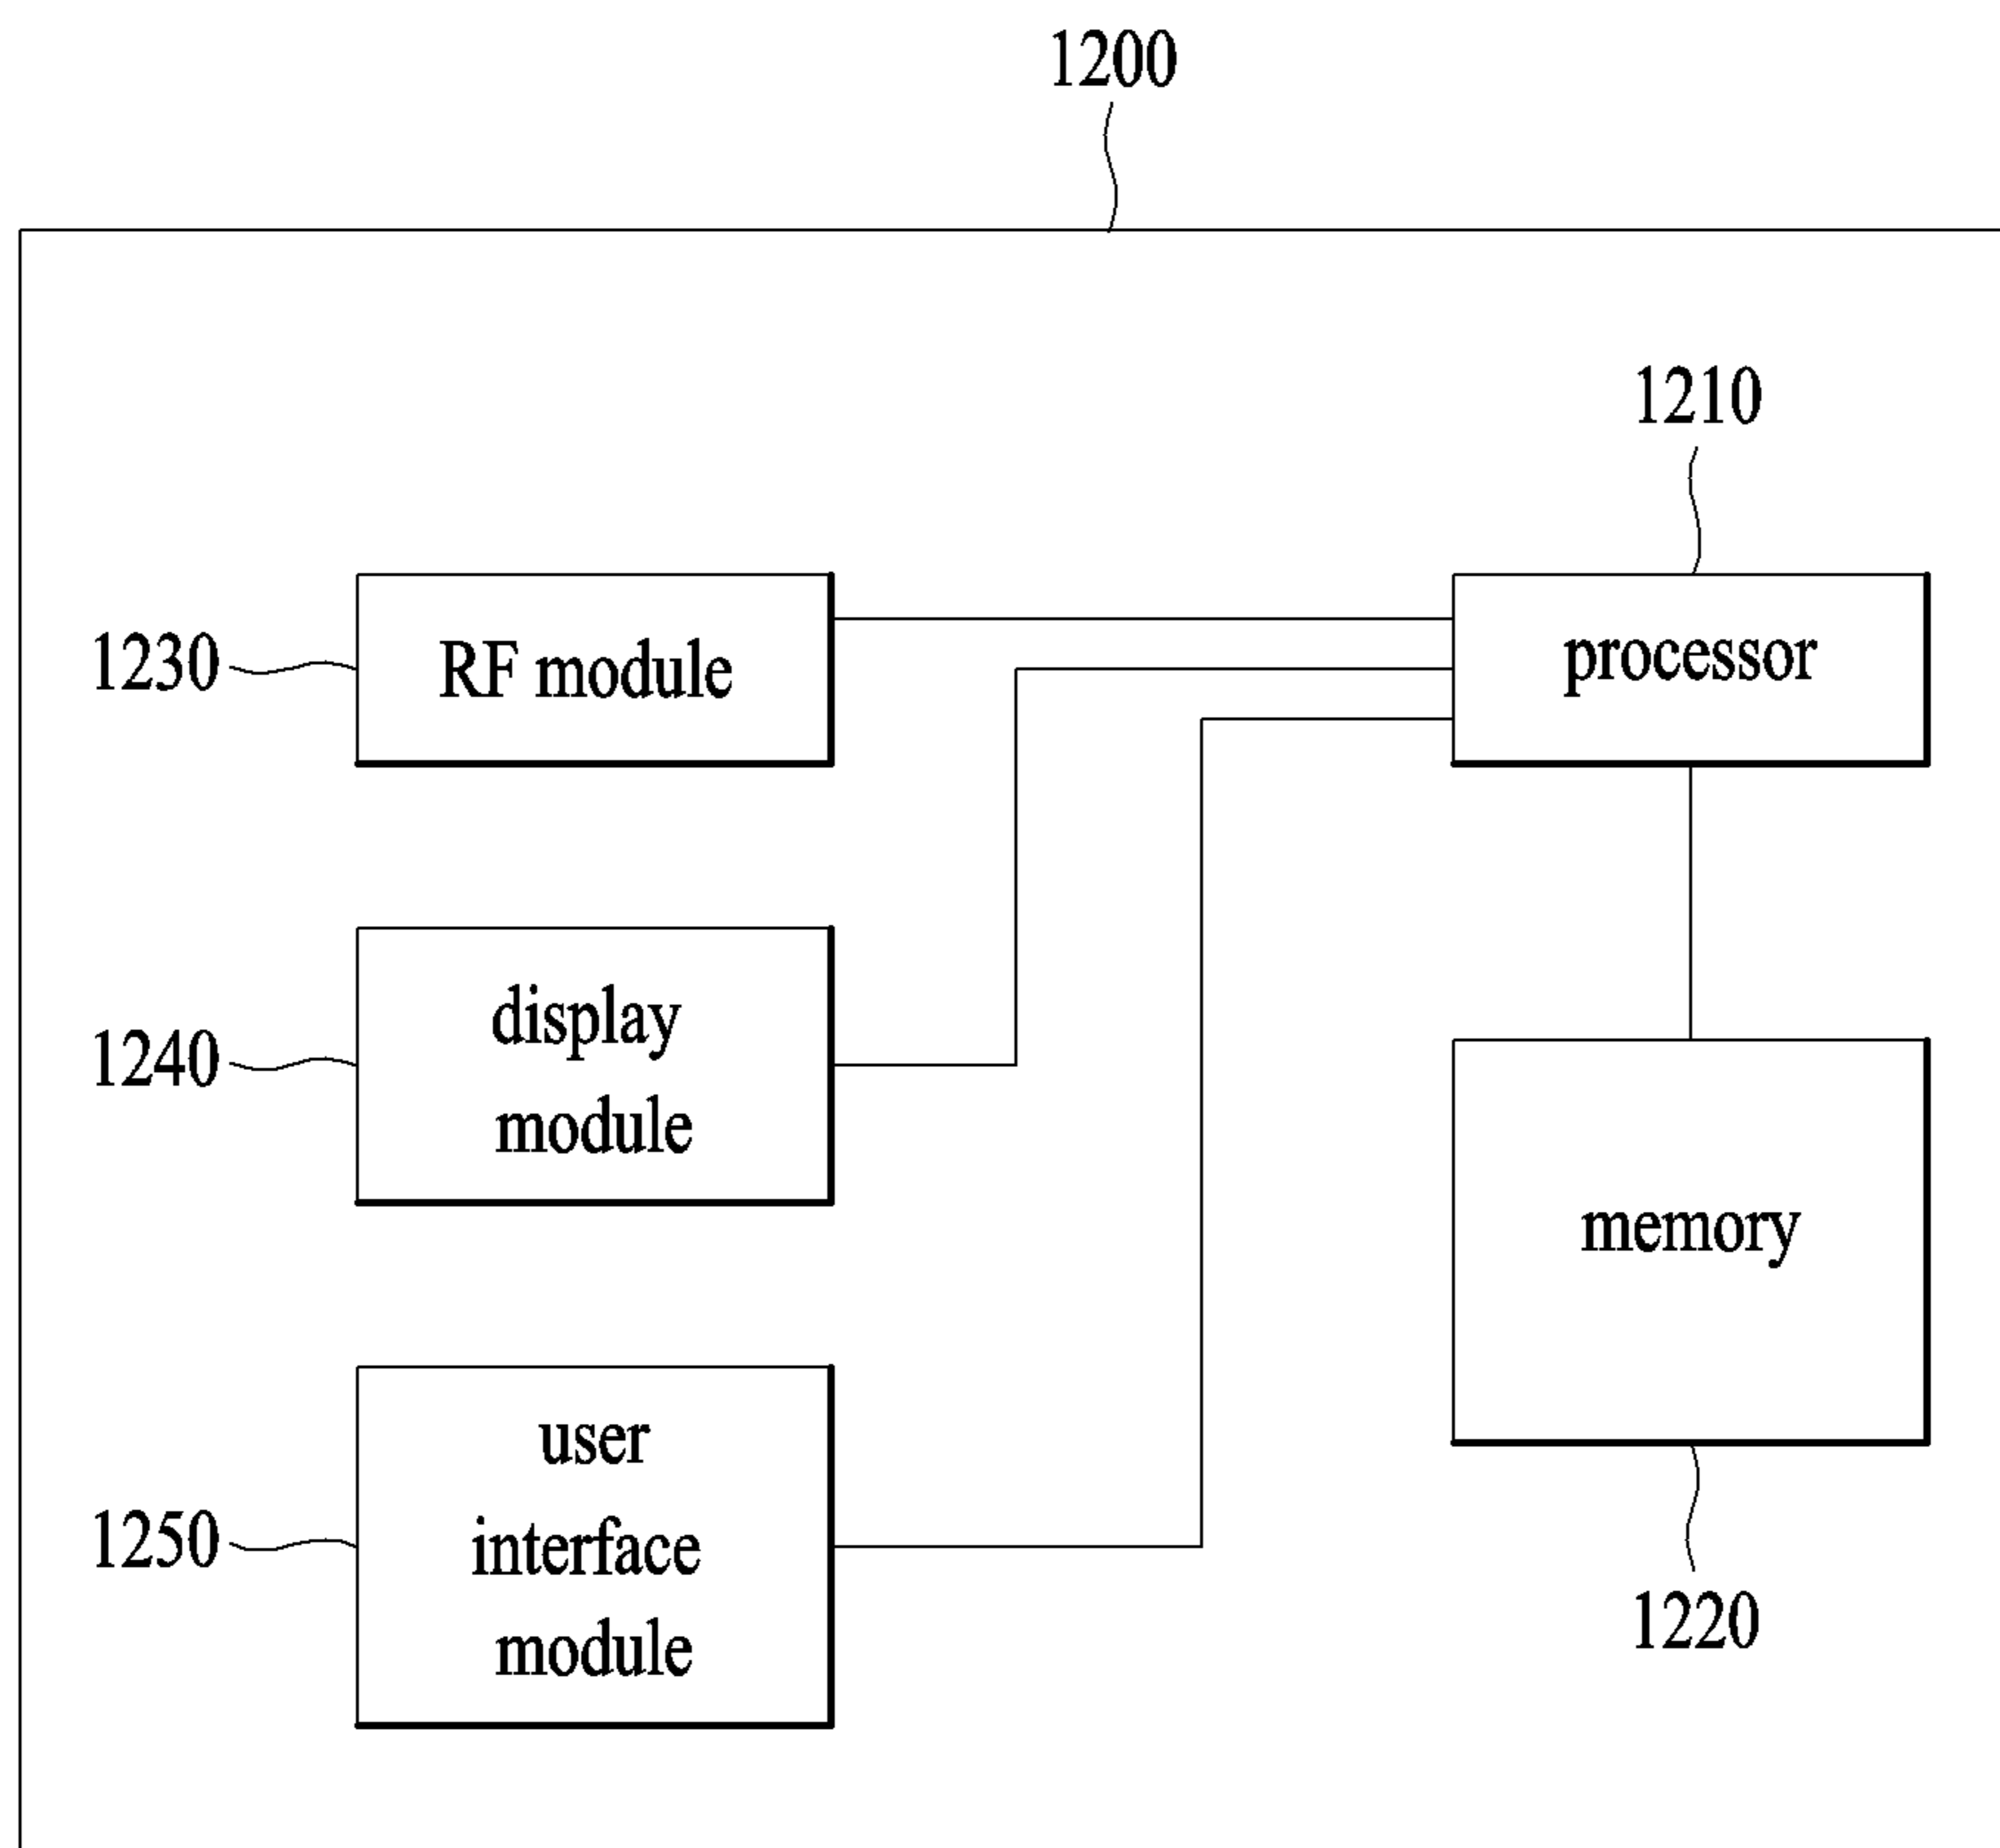 1200
1210
1230
RF module
processor
1240
display
module
memory
1250
user
interface
module
1220